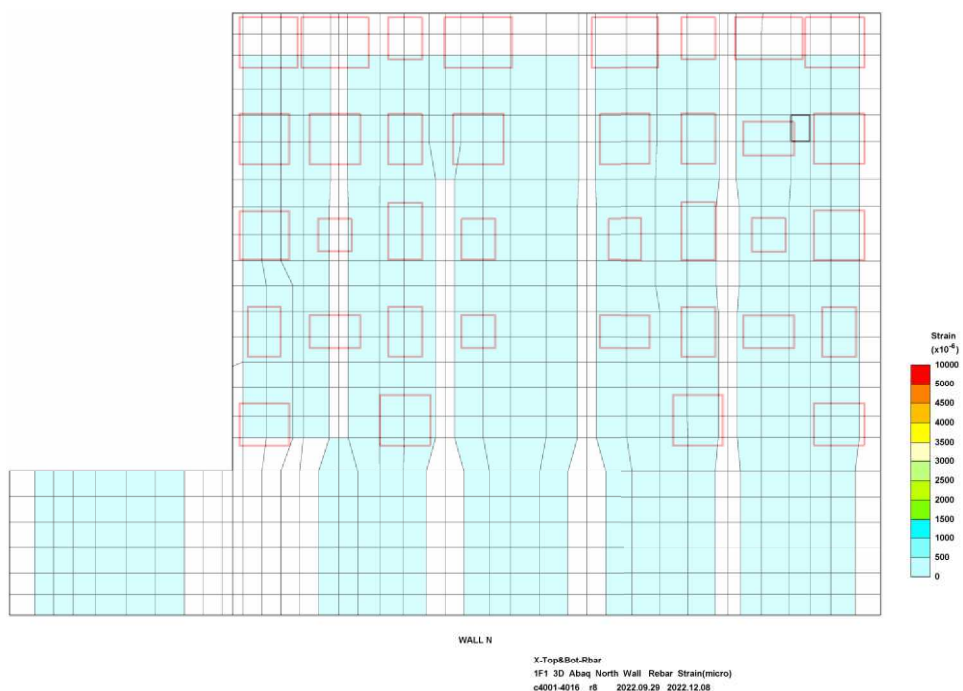 Strain
(x10⁻⁶)
10000
5000
4500
4000
3500
3000
2500
2000
1500
1000
500
0
WALL N
X-Top&Bot-Rbar
1F1 3D Abaq North Wall Rebar Strain(micro)
c4001-4016 r8 2022.09.29 2022.12.08